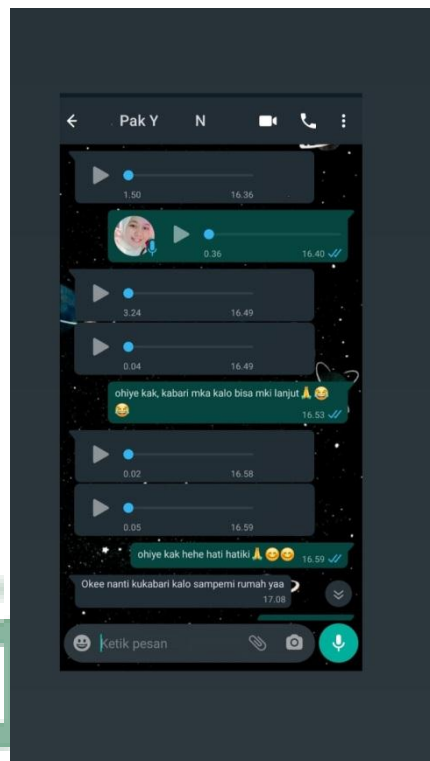 Pak Y N
1.50 16.36
0.36 16.40
3.24 16.49
0.04 16.49
ohiye kak, kabari mka kalo bisa mki lanjut🙏😂
😂
16.53
0.02 16.58
0.05 16.59
ohiye kak hehe hati hatiki🙏😊😊 16.59
Okee nanti kukabari kalo sampemi rumah yaa
17.08
Ketik pesan